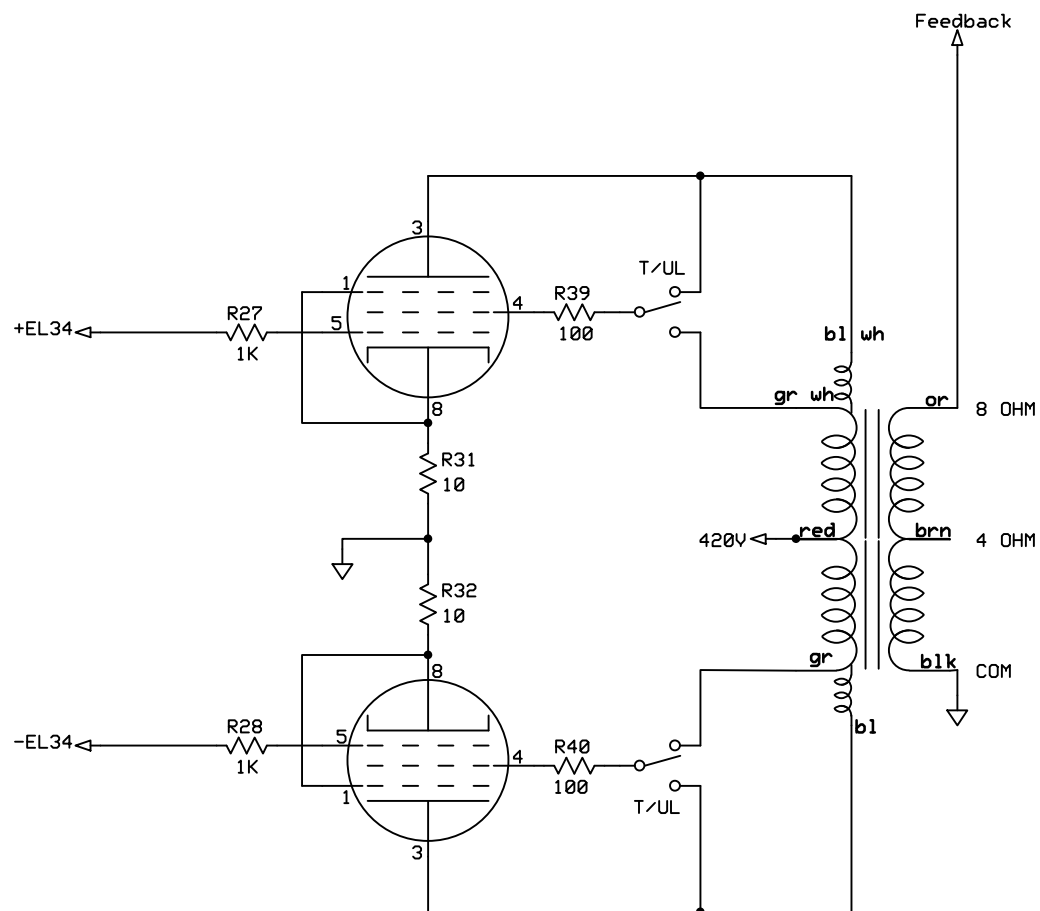 Feedback
3
T/UL
1
4
R39
R27
5
+EL34
100
bl wh
1K
gr wh
or
8 OHM
8
R31
10
420V
red
brn
4 OHM
R32
10
gr
blk
COM
8
R28
5
R40
bl
-EL34
4
1K
1
100
T/UL
3